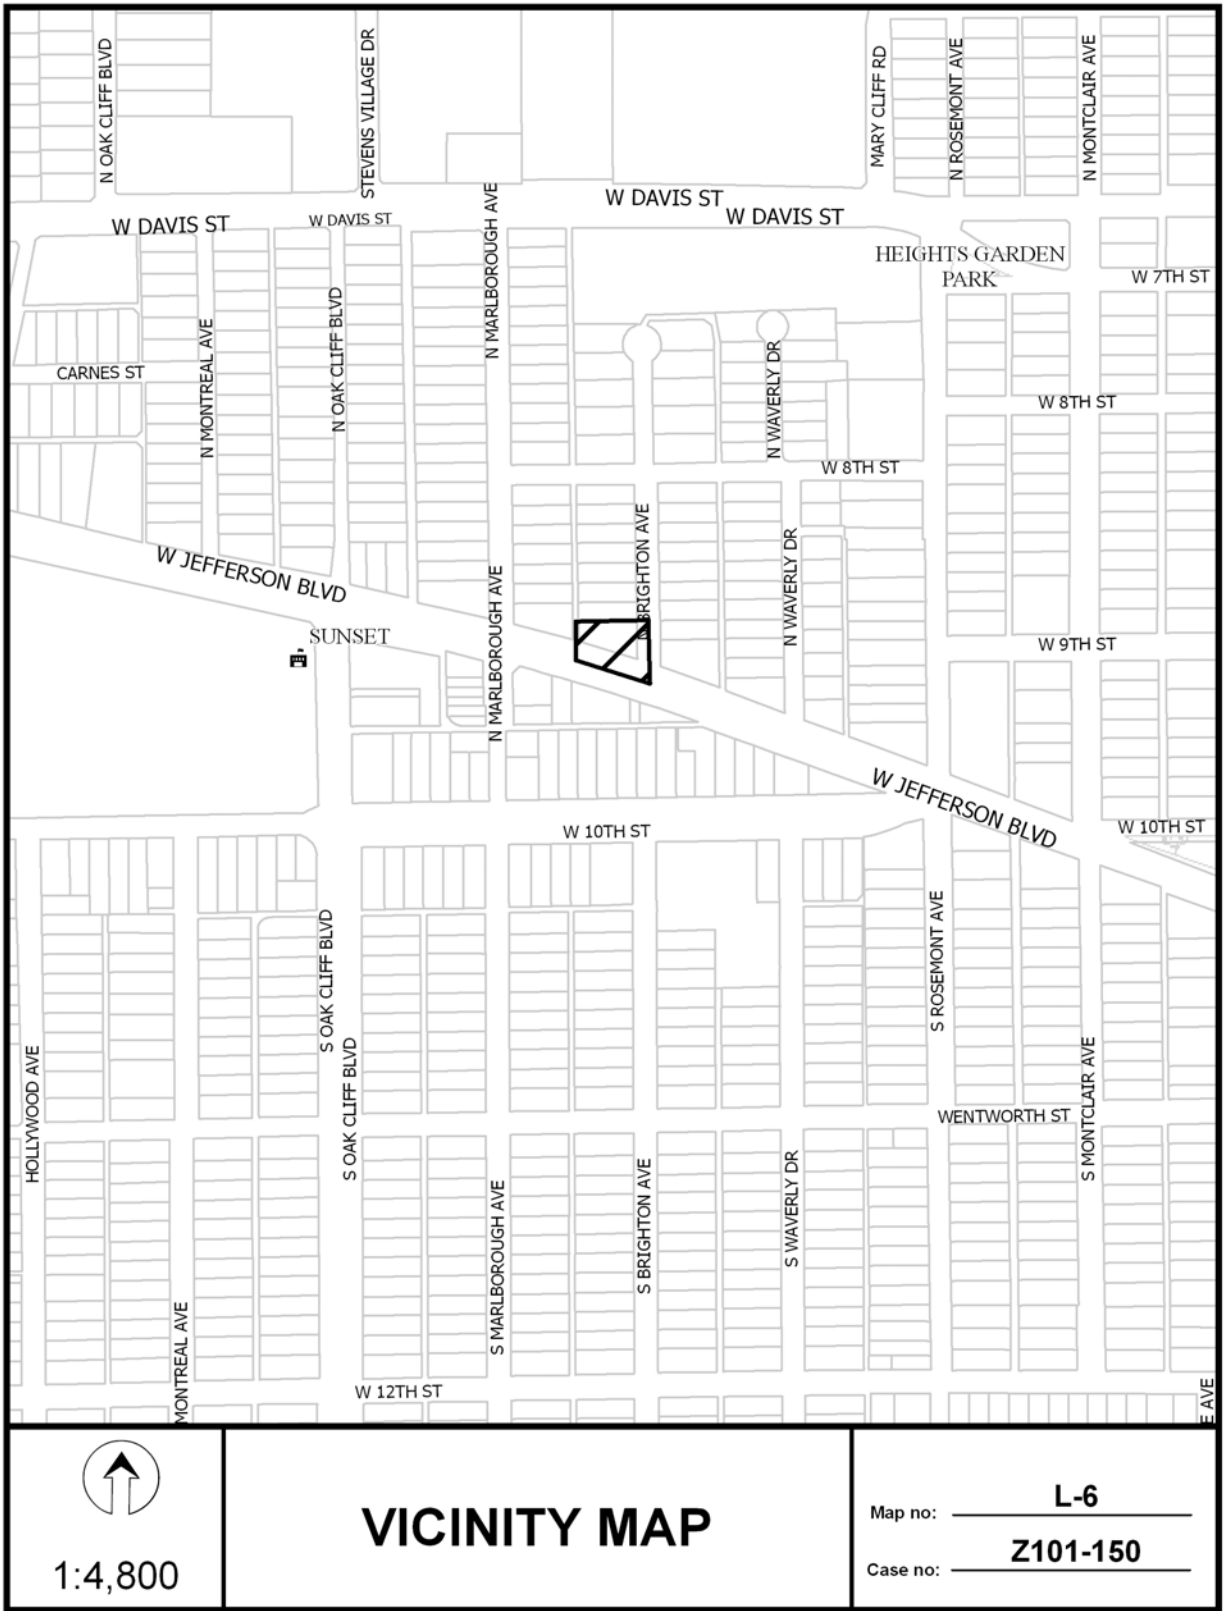 N OAK CLIFF BLVD
STEVENS VILLAGE DR
MARY CLIFF RD
N ROSEMONT AVE
N MONTCLAIR AVE
W DAVIS ST
W DAVIS ST
W DAVIS ST
W DAVIS ST
N MARLBOROUGH AVE
HEIGHTS GARDEN
PARK
W 7TH ST
N MONTREAL AVE
N OAK CLIFF BLVD
CARNES ST
N WAVERLY DR
W 8TH ST
W 8TH ST
N BRIGHTON AVE
N WAVERLY DR
W JEFFERSON BLVD
N MARLBOROUGH AVE
SUNSET
W 9TH ST
W JEFFERSON BLVD
W 10TH ST
W 10TH ST
S OAK CLIFF BLVD
S ROSEMONT AVE
HOLLYWOOD AVE
S OAK CLIFF BLVD
S MONTCLAIR AVE
WENTWORTH ST
S MARLBOROUGH AVE
S BRIGHTON AVE
S WAVERLY DR
MONTREAL AVE
W 12TH ST
E AVE
1:4,800
VICINITY MAP
Map no: L-6
Case no: Z101-150